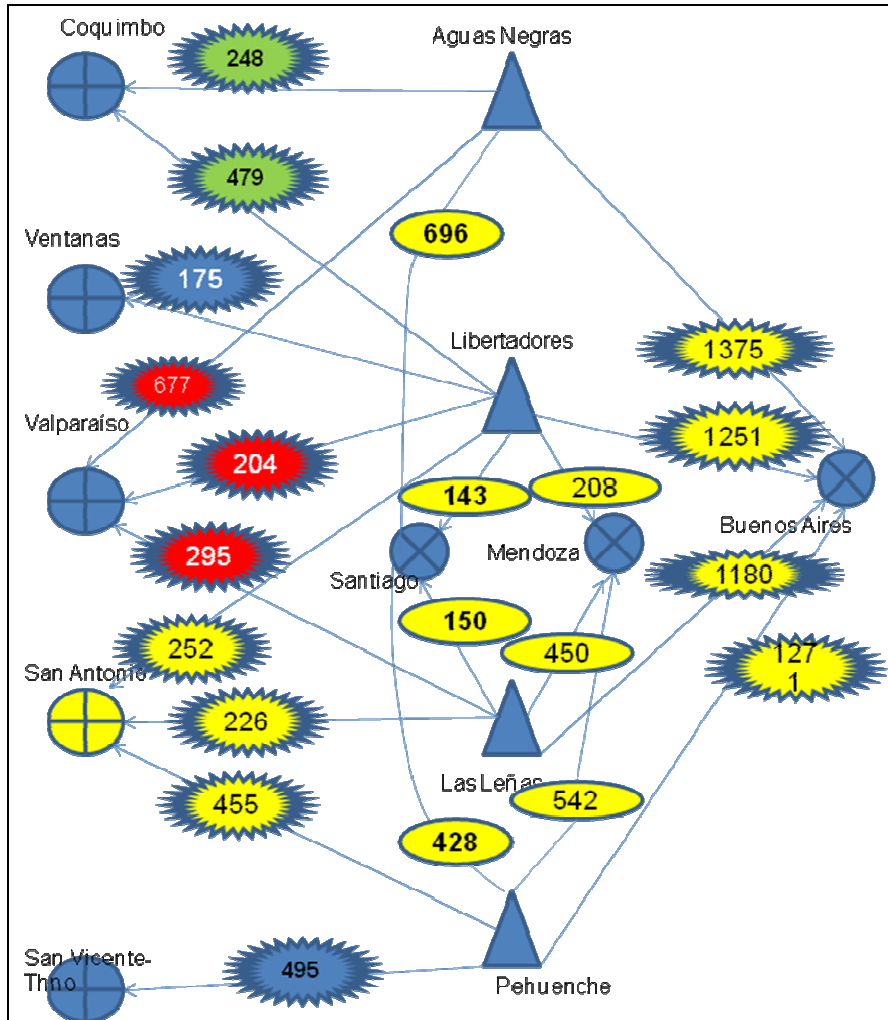 Coquimbo
Aguas Negras
248
479
696
Ventanas
175
Libertadores
1375
677
Valparaíso
1251
204
143
208
Buenos Aires
295
Mendoza
Santiago
1180
150
252
450
127
1
San Antonio
226
Las Leñas
455
542
428
San Vicente-
Thno
495
Pehuenche